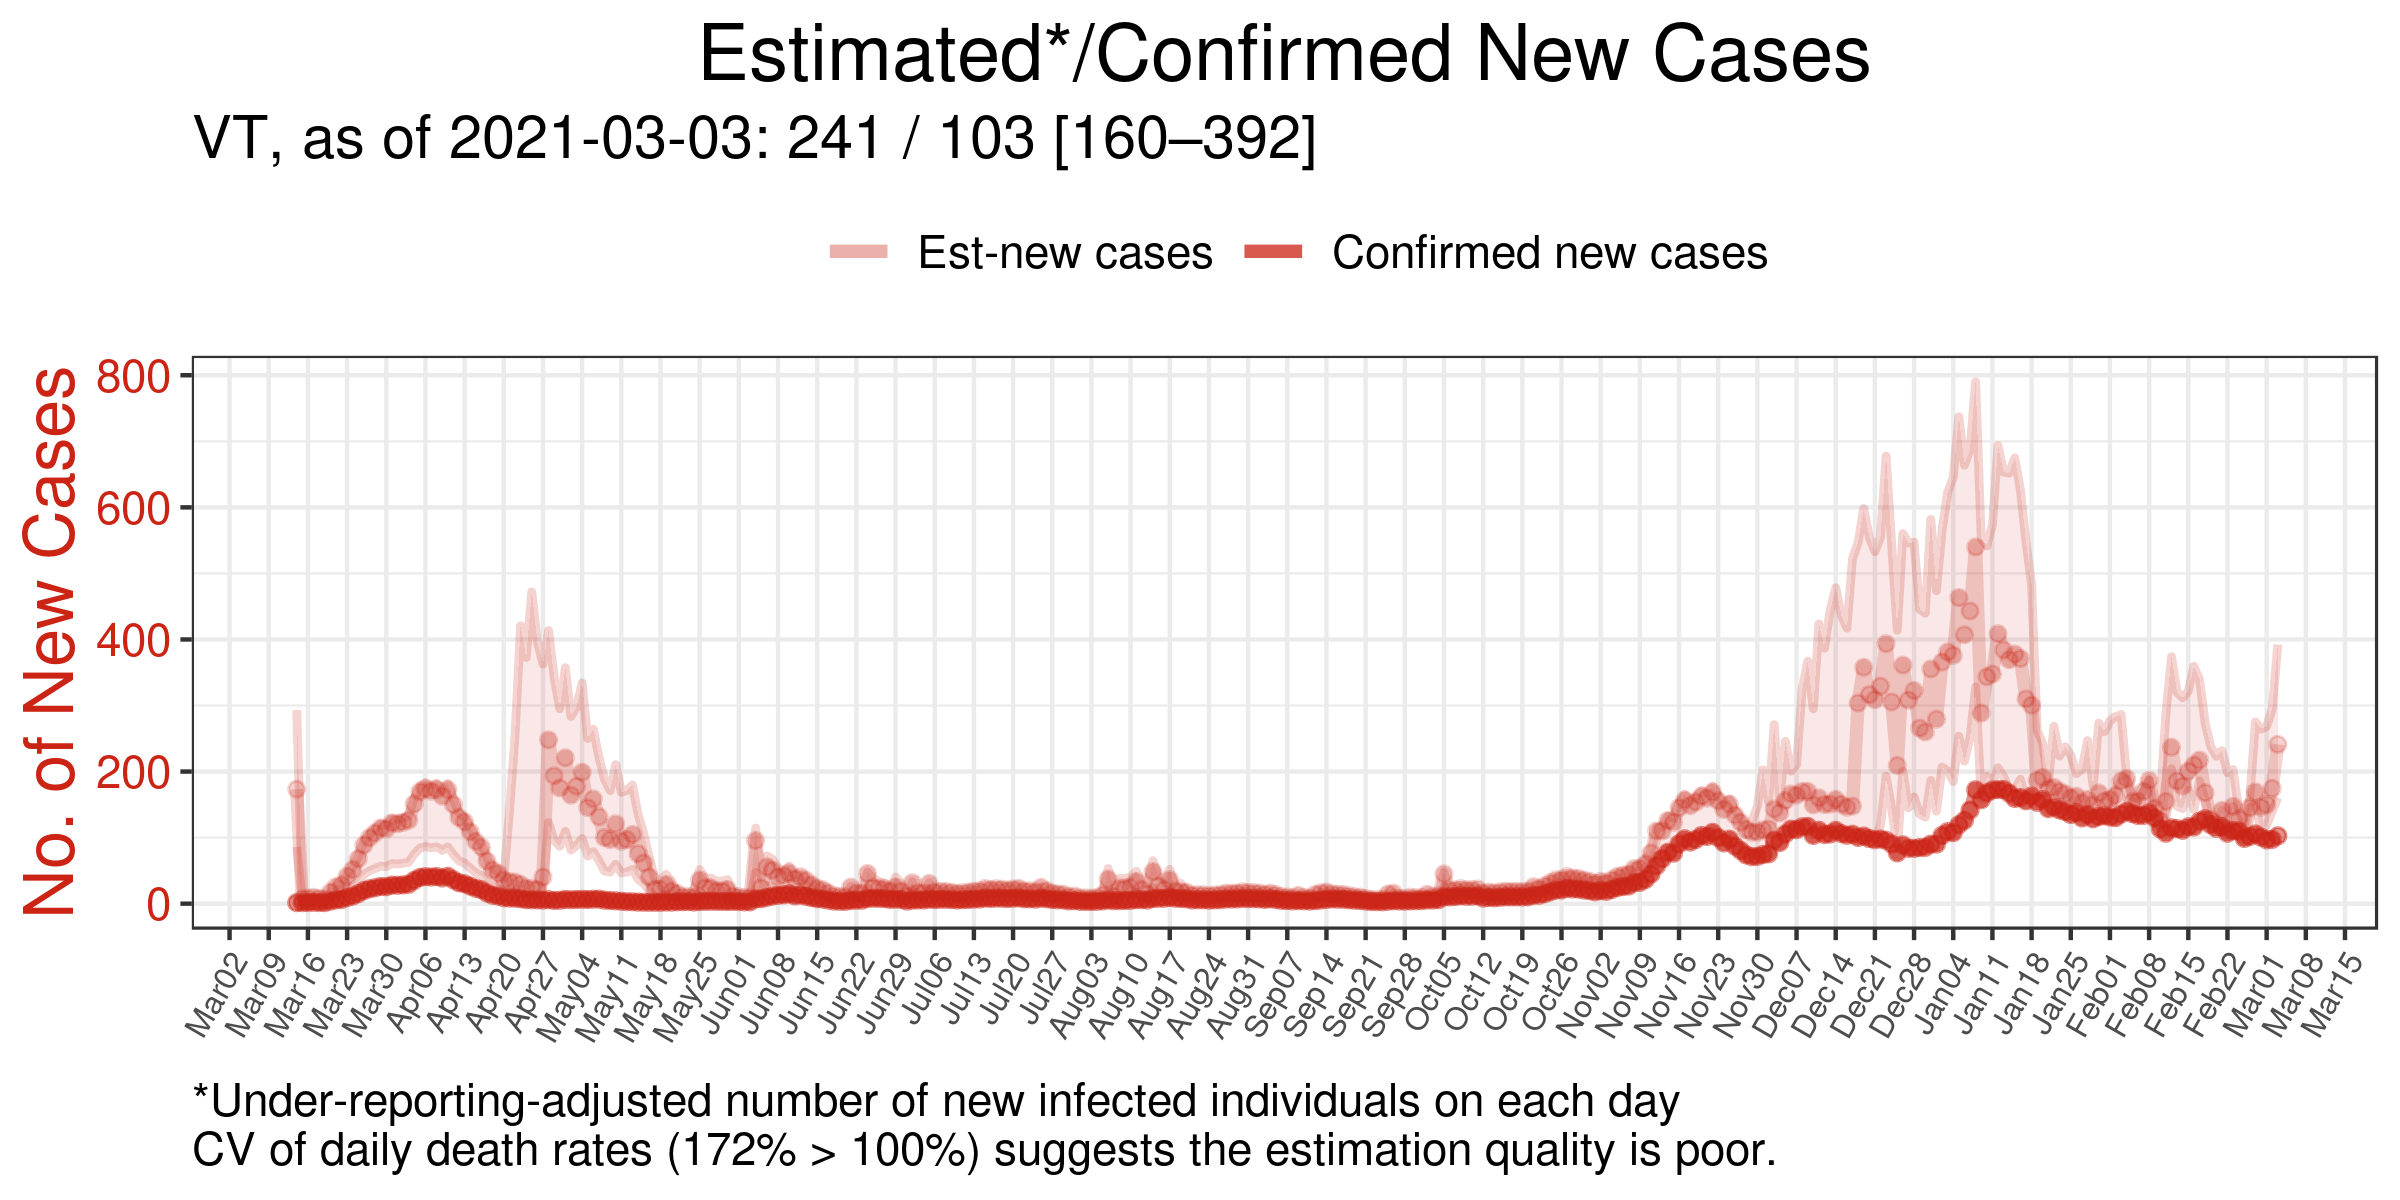 Estimated*/Confirmed New Cases
VT, as of 2021-03-03: 241 / 103 [160–392]
Est-new cases
Confirmed new cases
No. of New Cases
800
600
400
200
0
Mar02
Mar09
Mar16
Mar23
Mar30
Apr06
Apr13
Apr20
Apr27
May04
May11
May18
May25
Jun01
Jun08
Jun15
Jun22
Jun29
Jul06
Jul13
Jul20
Jul27
Aug03
Aug10
Aug17
Aug24
Aug31
Sep07
Sep14
Sep21
Sep28
Oct05
Oct12
Oct19
Oct26
Nov02
Nov09
Nov16
Nov23
Nov30
Dec07
Dec14
Dec21
Dec28
Jan04
Jan11
Jan18
Jan25
Feb01
Feb08
Feb15
Feb22
Mar01
Mar08
Mar15
*Under-reporting-adjusted number of new infected individuals on each day
CV of daily death rates (172% > 100%) suggests the estimation quality is poor.